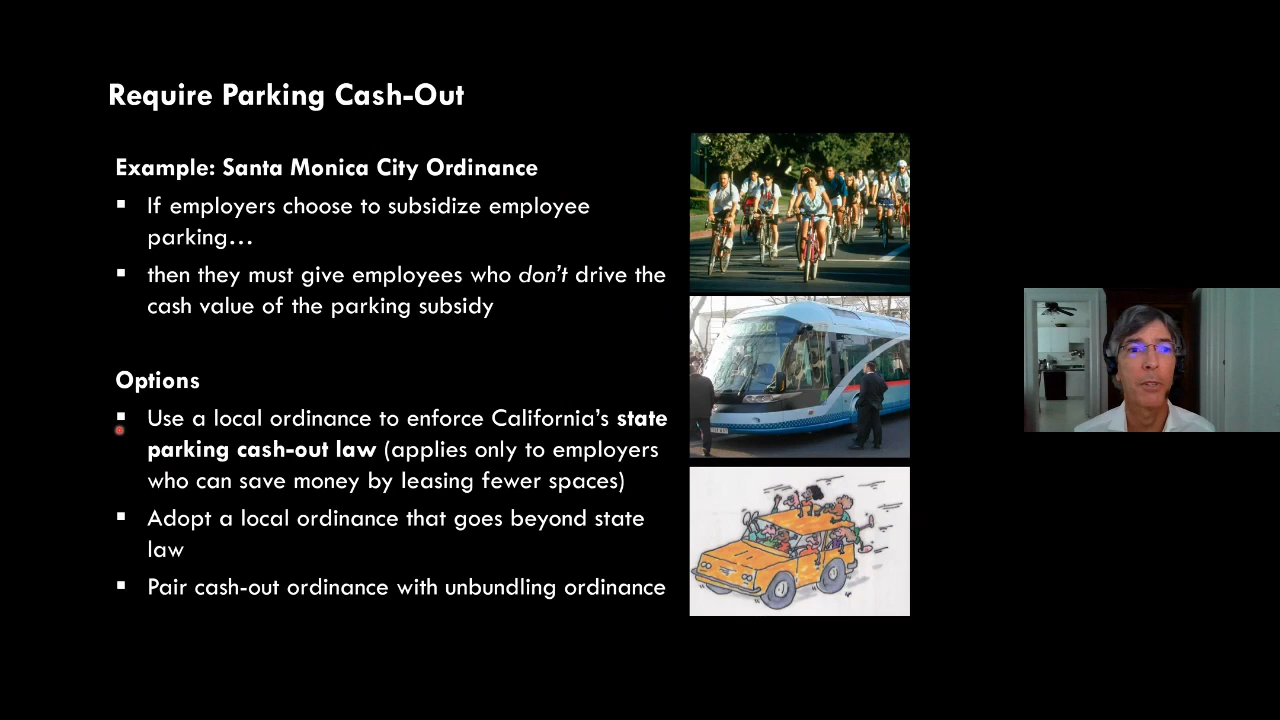 Require Parking Cash-Out
Example: Santa Monica City Ordinance
▪ If employers choose to subsidize employee
parking…
▪ then they must give employees who don't drive the
cash value of the parking subsidy
Options
▪ Use a local ordinance to enforce California's state
parking cash-out law (applies only to employers
who can save money by leasing fewer spaces)
▪ Adopt a local ordinance that goes beyond state
law
▪ Pair cash-out ordinance with unbundling ordinance